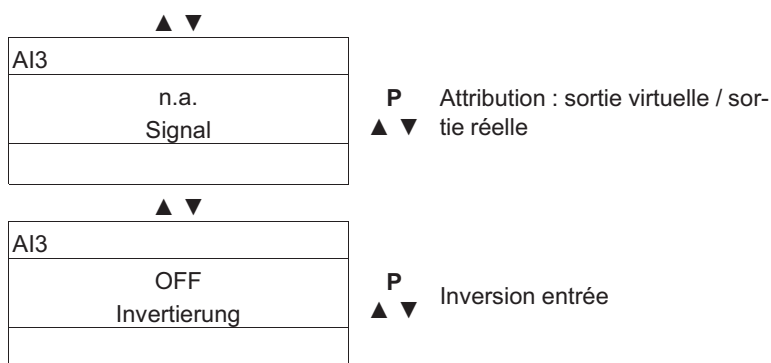 ▲ ▼
AI3
n.a.
Signal
P Attribution : sortie virtuelle / sor-
▲ ▼ tie réelle
▲ ▼
AI3
OFF
Invertierung
P
▲ ▼ Inversion entrée